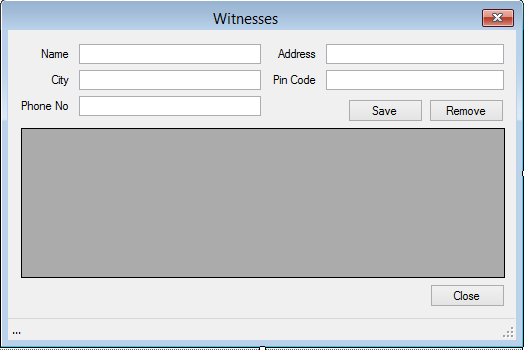 Witnesses
Name Address
City Pin Code
Phone No Save Remove
Close
...